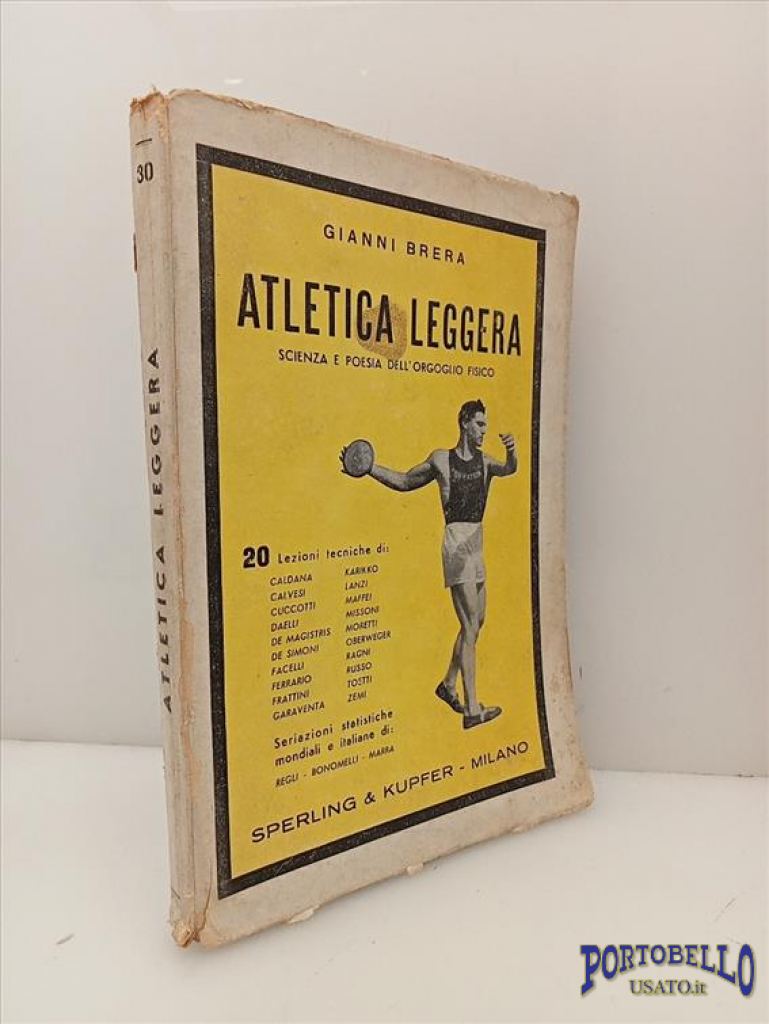 30
ATLETICA LEGGERA
GIANNI BRERA
ATLETICA LEGGERA
SCIENZA E POESIA DELL'ORGOGLIO FISICO
20 Lezioni tecniche di:
CALDANA KARIKKO
CALVESI LANZI
CUCCOTTI MAFFEI
DAELLI MISSONI
DE MAGISTRIS MORETTI
DE SIMONI OBERWEGER
FACELLI RAGNI
FERRARIO RUSSO
FRATTINI TOSTTI
GARAVENTA ZEMI
Seriazioni statistiche
mondiali e italiane di:
REGLI - BONOMELLI - MARRA
SPERLING & KUPFER - MILANO
PORTOBELLO
USATO.it